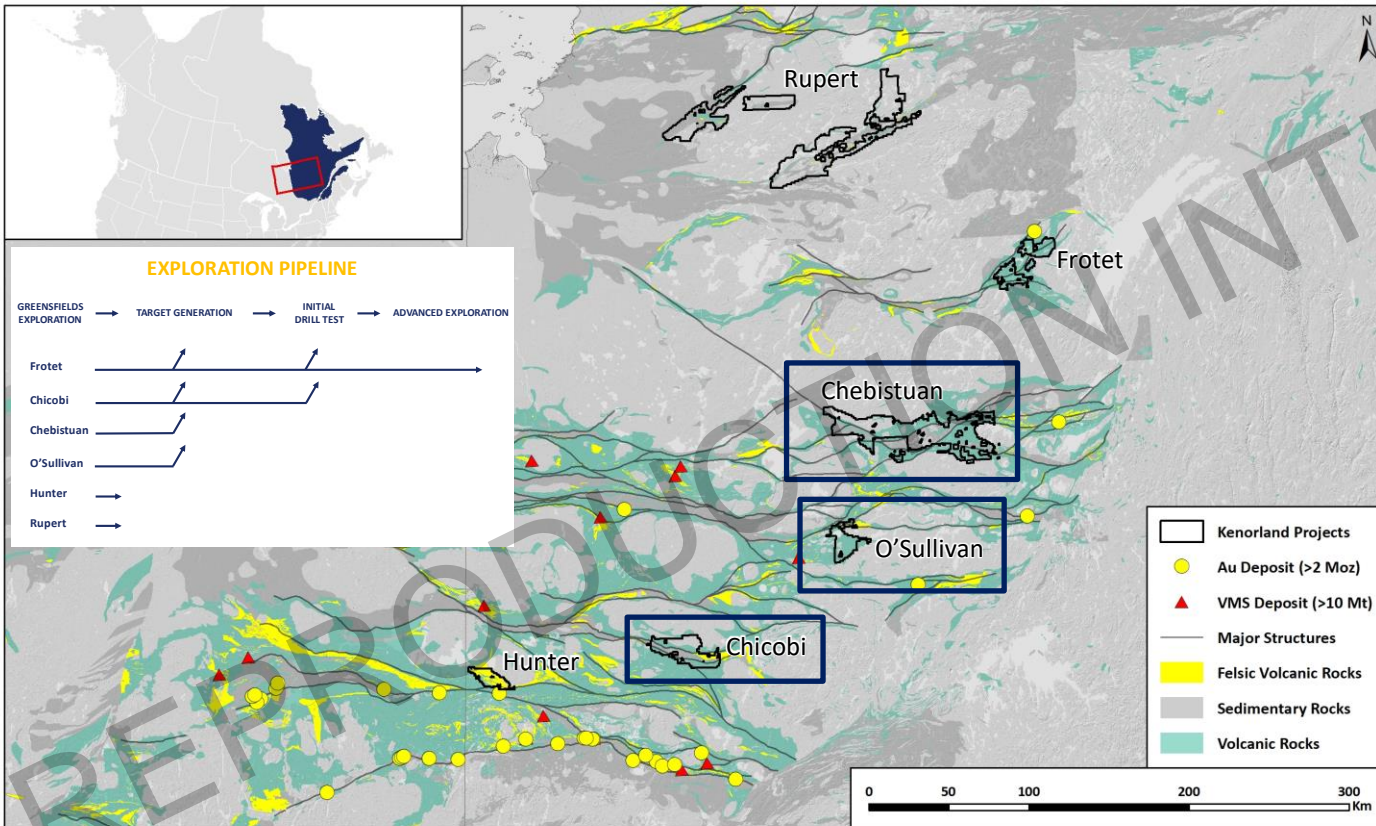 N
Rupert
Frotet
EXPLORATION PIPELINE
GREENSFIELDS
EXPLORATION
TARGET GENERATION
INITIAL
DRILL TEST
ADVANCED EXPLORATION
Frotet
Chicobi
Chebistuan
O'Sullivan
Hunter
Rupert
Chebistuan
O'Sullivan
Chicobi
Hunter
Kenorland Projects
Au Deposit (>2 Moz)
VMS Deposit (>10 Mt)
Major Structures
Felsic Volcanic Rocks
Sedimentary Rocks
Volcanic Rocks
0 50 100 200 300
Km
REPRODUCTION INT